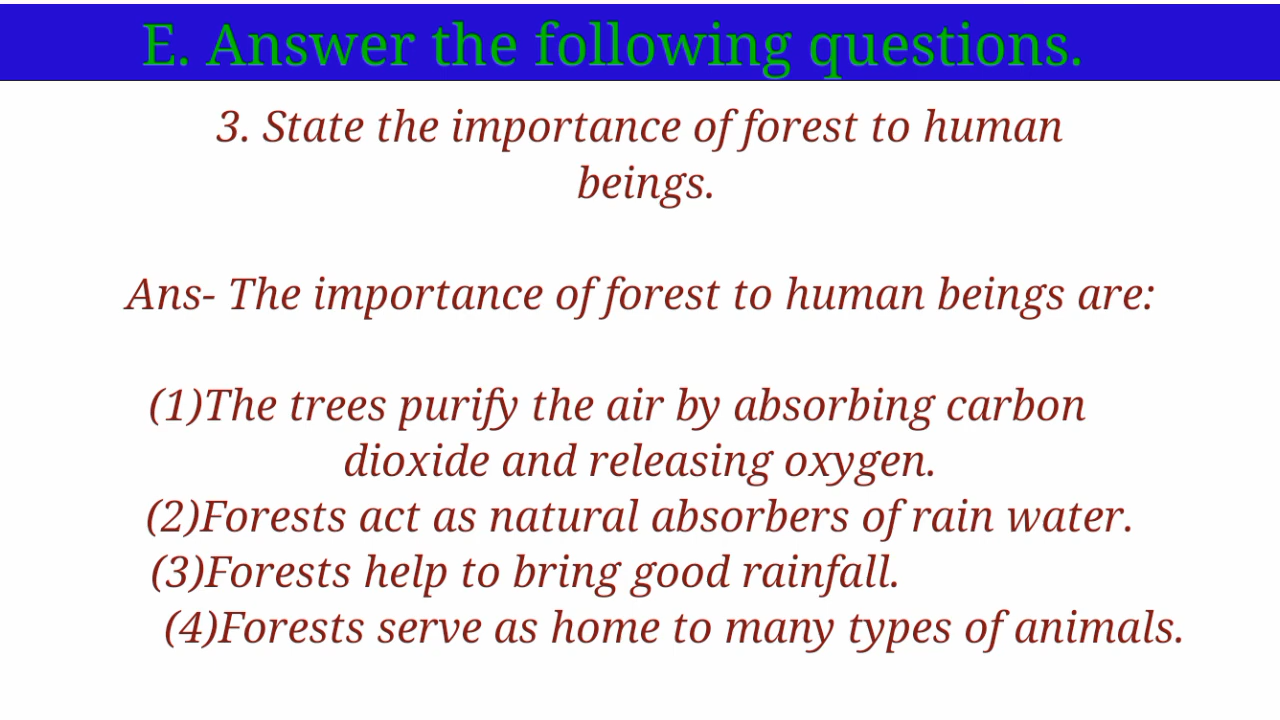 E. Answer the following questions.
3. State the importance of forest to human
beings.
Ans- The importance of forest to human beings are:
(1)The trees purify the air by absorbing carbon
dioxide and releasing oxygen.
(2)Forests act as natural absorbers of rain water.
(3)Forests help to bring good rainfall.
(4)Forests serve as home to many types of animals.